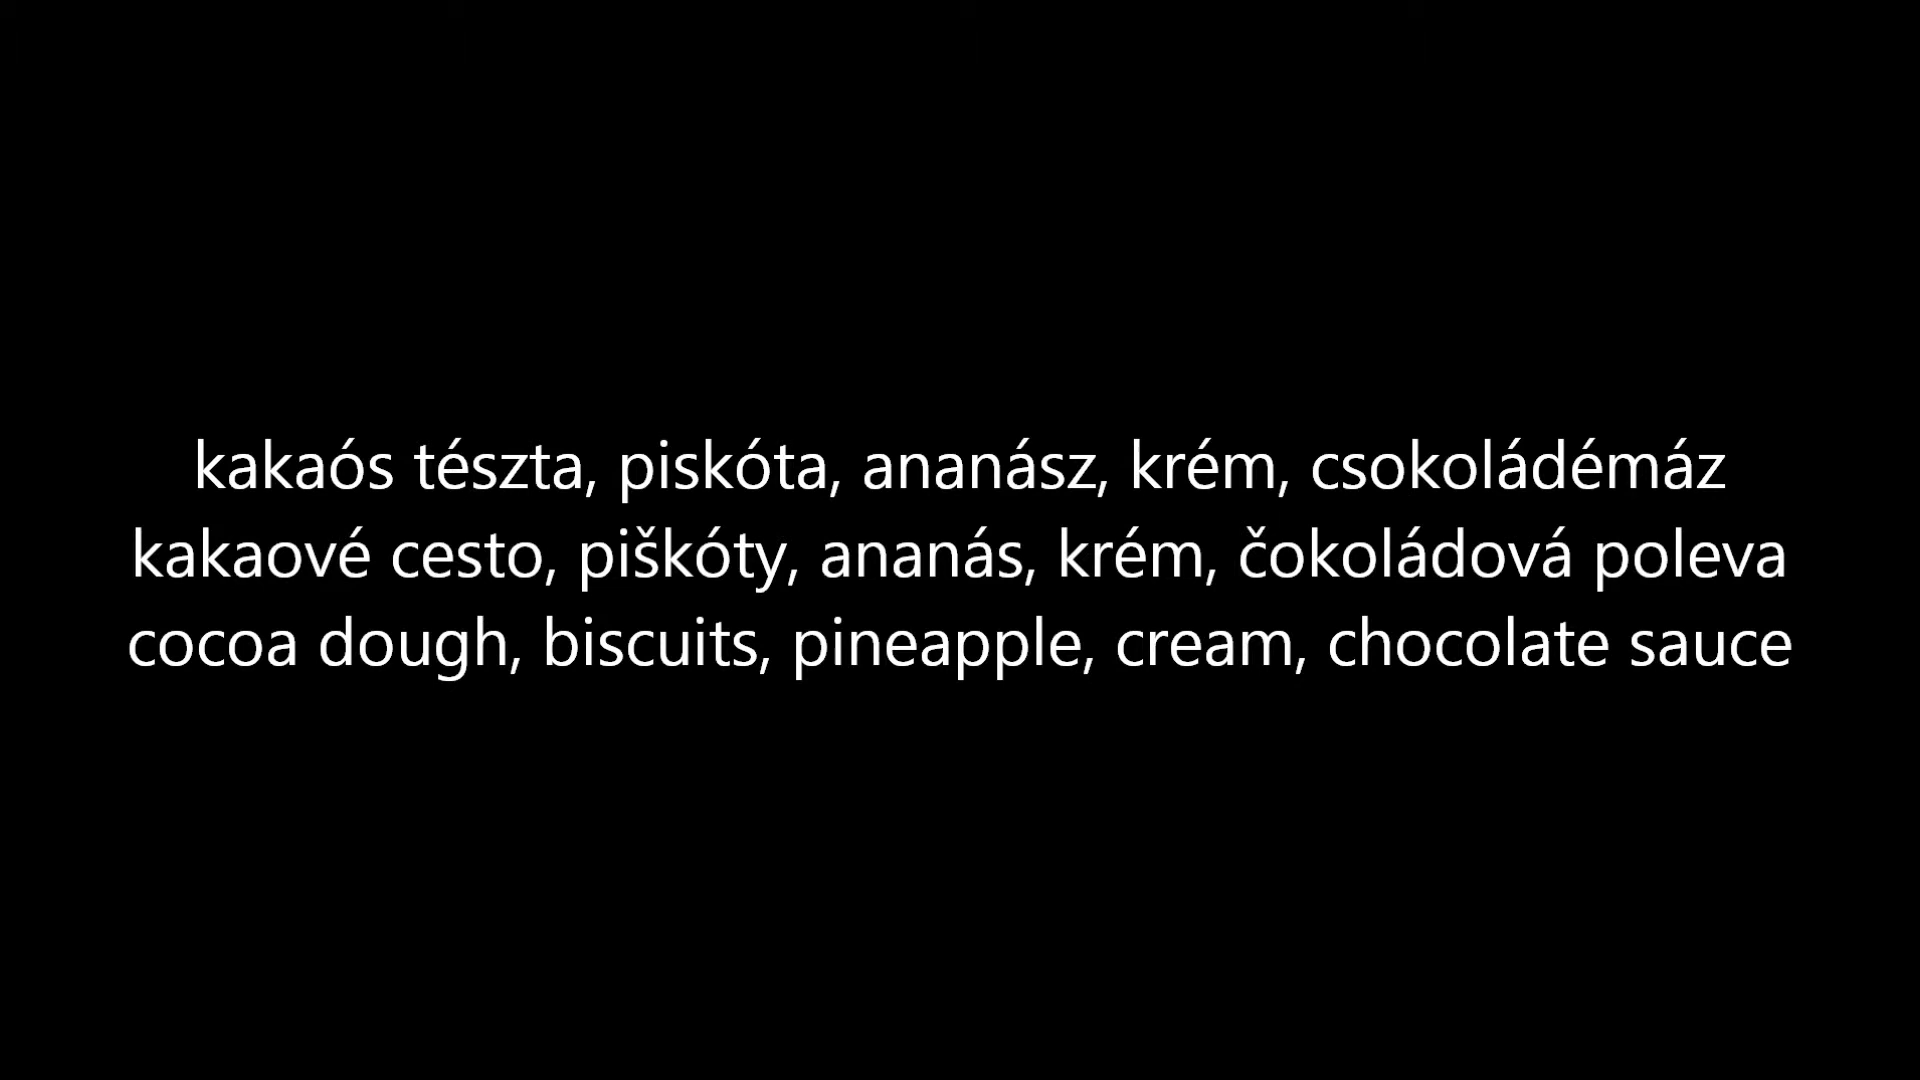 kakaós tészta, piskóta, ananász, krém, csokoládémáz
kakaové cesto, piškóty, ananás, krém, čokoládová poleva
cocoa dough, biscuits, pineapple, cream, chocolate sauce